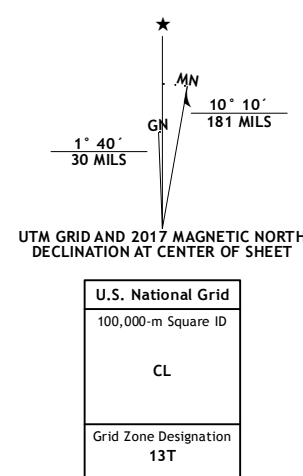 ★
MN
GN
10° 10´
181 MILS
1° 40´
30 MILS
UTM GRID AND 2017 MAGNETIC NORTH
DECLINATION AT CENTER OF SHEET
U.S. National Grid
100,000-m Square ID
CL
Grid Zone Designation
13T